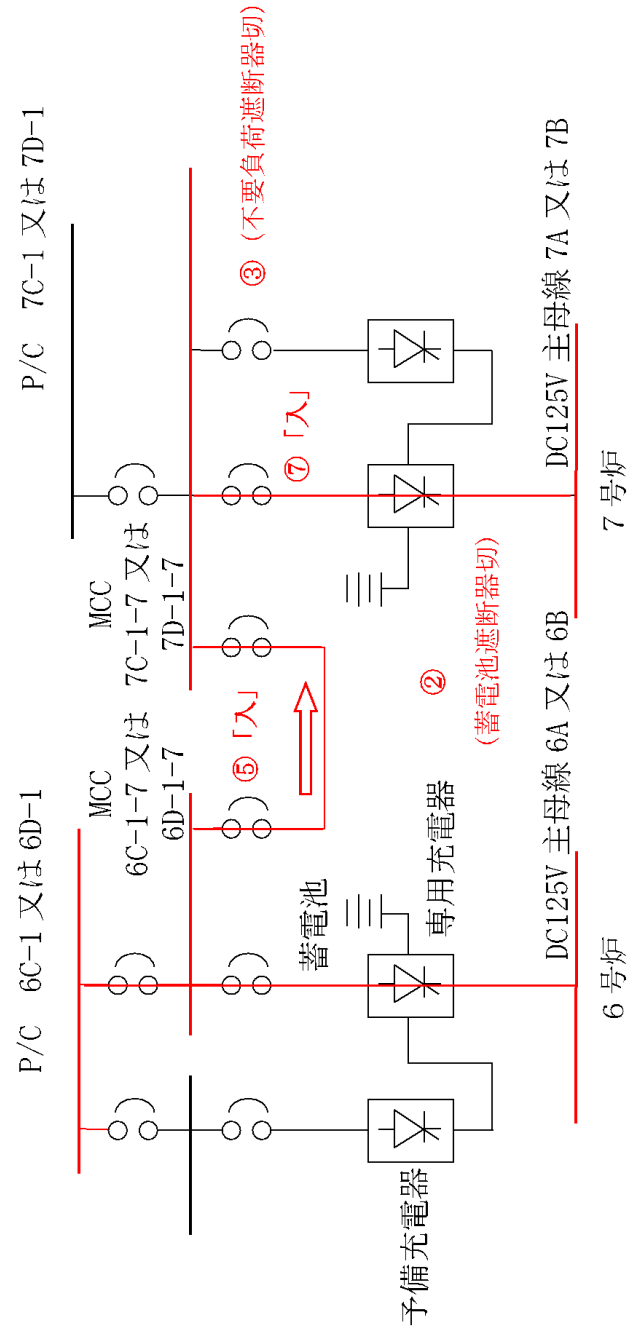 P/C 6C-1 又は 6D-1
P/C 7C-1 又は 7D-1
MCC
6C-1-7 又は
6D-1-7
MCC
7C-1-7 又は
7D-1-7
⑤「入」
⑦「入」
③ (不要負荷遮断器切)
蓄電池
②
(蓄電池遮断器切)
予備充電器
専用充電器
DC125V 主母線 6A 又は 6B
DC125V 主母線 7A 又は 7B
6 号炉
7 号炉